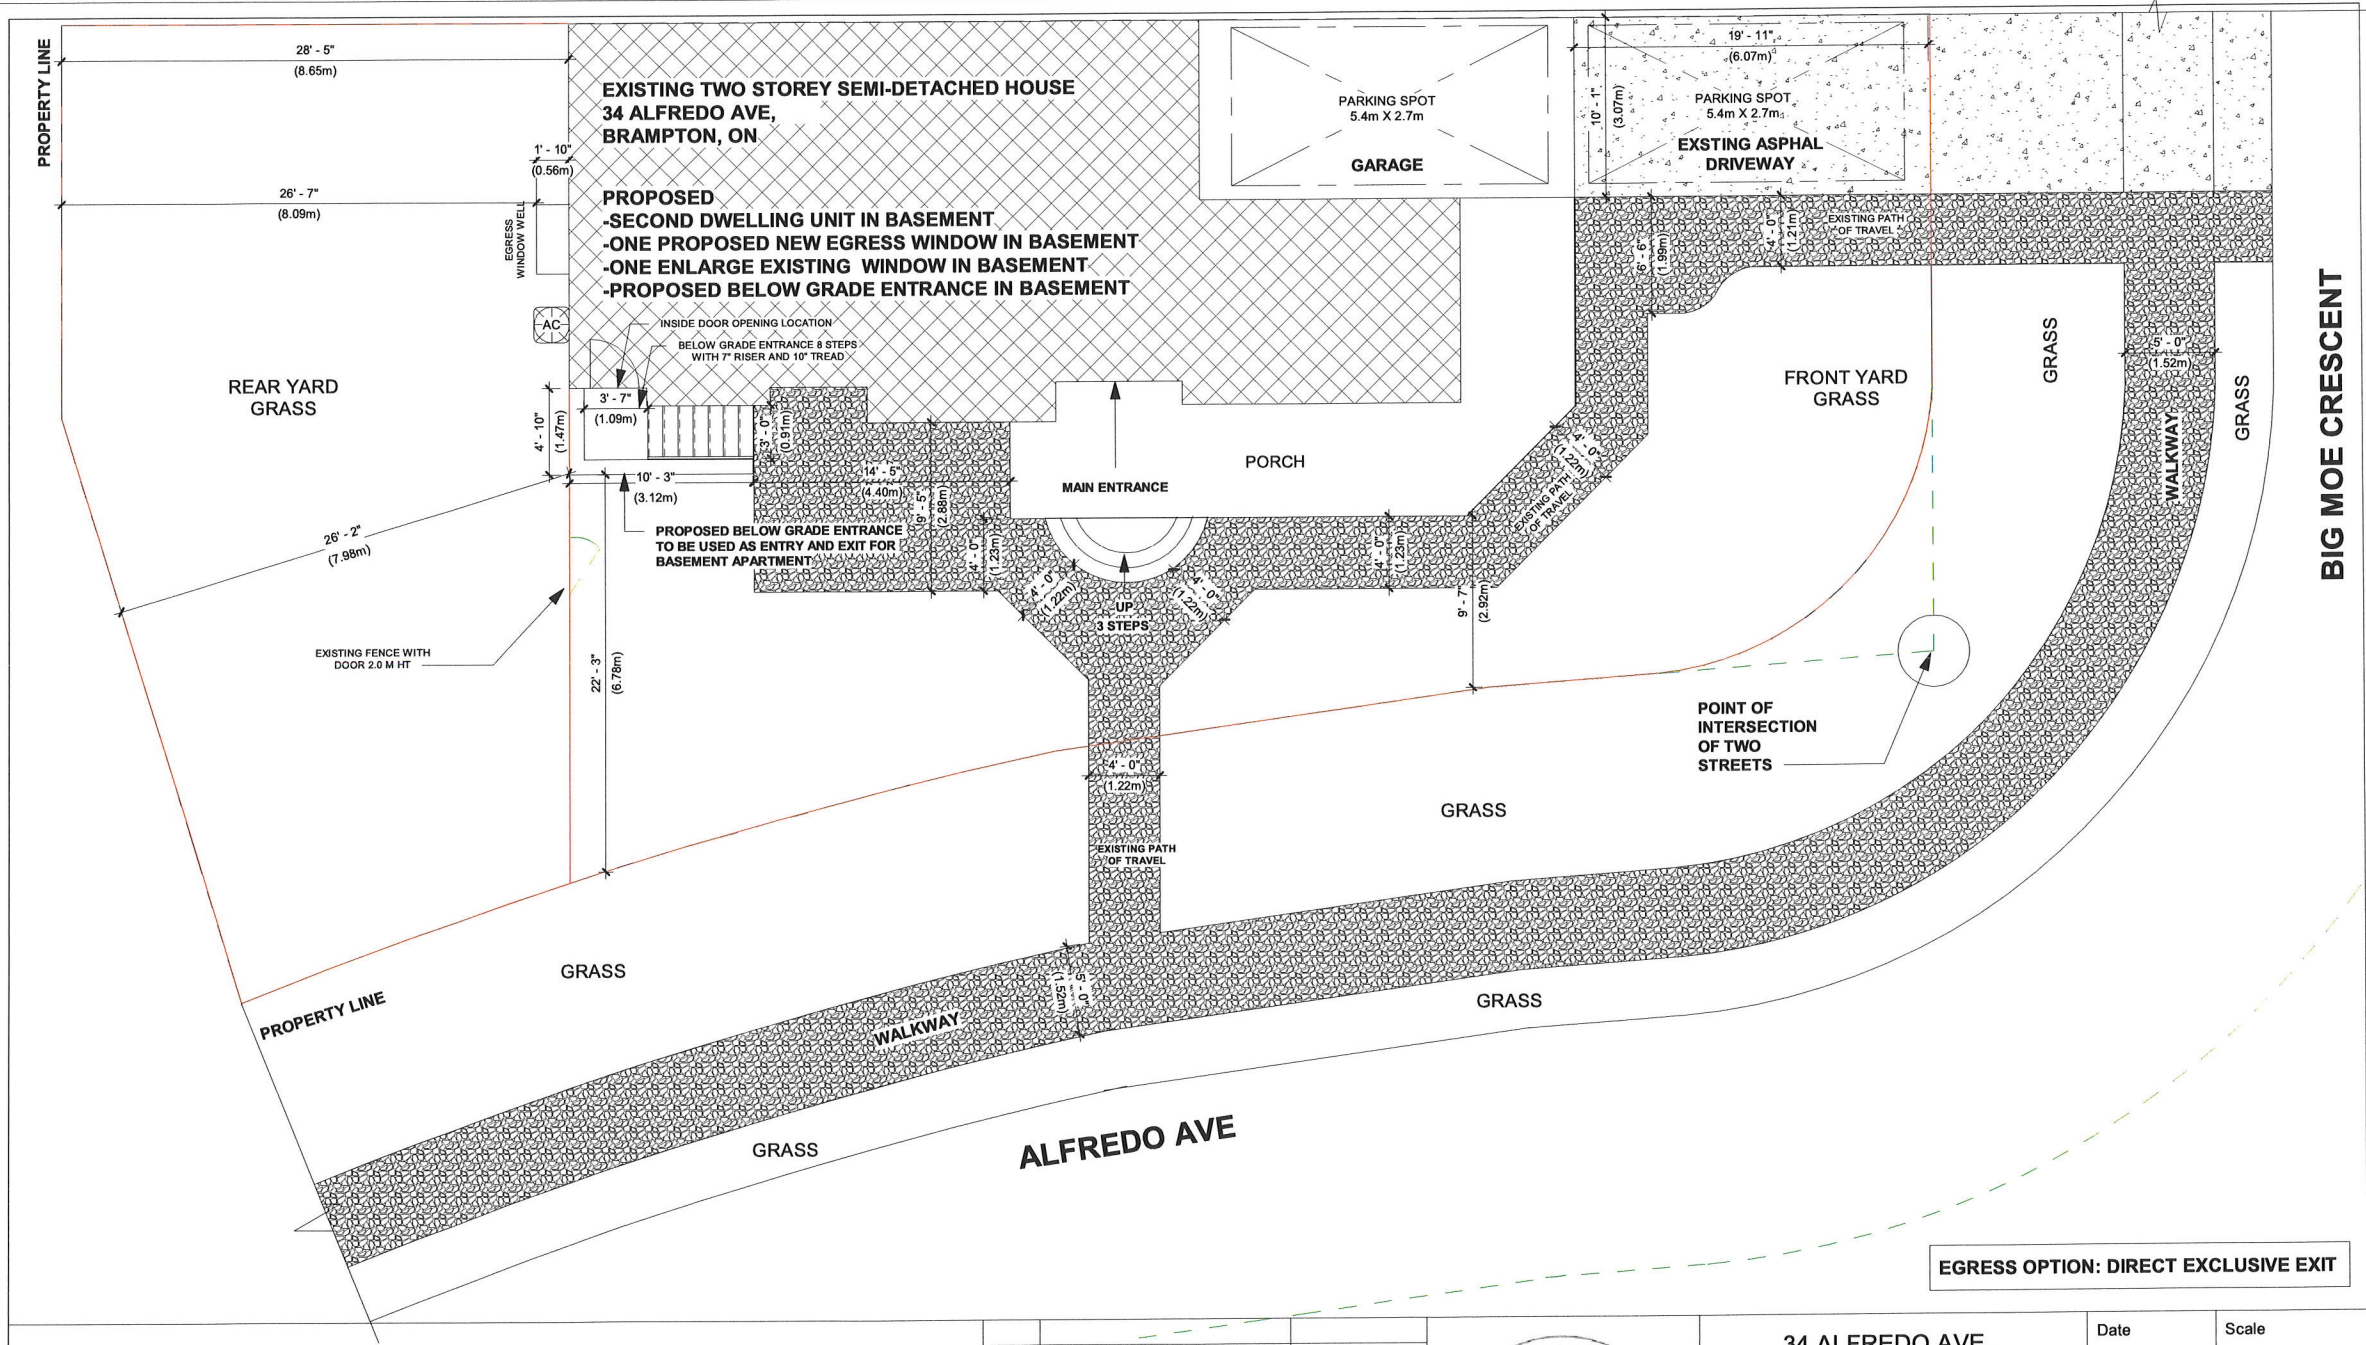 PROPERTY LINE
28' - 5"
(8.65m)
EXISTING TWO STOREY SEMI-DETACHED HOUSE
34 ALFREDO AVE,
BRAMPTON, ON
1' - 10"
(0.56m)
26' - 7"
(8.09m)
EGRESS
WINDOW WELL
PROPOSED
-SECOND DWELLING UNIT IN BASEMENT
-ONE PROPOSED NEW EGRESS WINDOW IN BASEMENT
-ONE ENLARGE EXISTING WINDOW IN BASEMENT
-PROPOSED BELOW GRADE ENTRANCE IN BASEMENT
PARKING SPOT
5.4m X 2.7m
GARAGE
19' - 11"
(6.07m)
10' - 1"
(3.07m)
PARKING SPOT
5.4m X 2.7m
EXSTING ASPHAL
DRIVEWAY
6' - 6"
(1.99m)
4' - 0"
(1.21m)
EXISTING PATH
OF TRAVEL
AC
INSIDE DOOR OPENING LOCATION
BELOW GRADE ENTRANCE 8 STEPS
WITH 7" RISER AND 10" TREAD
REAR YARD
GRASS
3' - 7"
(1.09m)
4' - 10"
(1.47m)
3' - 0"
(0.91m)
10' - 3"
(3.12m)
14' - 5"
(4.40m)
9' - 5"
(2.88m)
PORCH
MAIN ENTRANCE
4' - 0"
(1.22m)
EXISTING PATH
OF TRAVEL
FRONT YARD
GRASS
GRASS
5' - 0"
(1.52m)
GRASS
WALKWAY
BIG MOE CRESCENT
26' - 2"
(7.98m)
PROPOSED BELOW GRADE ENTRANCE
TO BE USED AS ENTRY AND EXIT FOR
BASEMENT APARTMENT
4' - 0"
(1.23m)
4' - 0"
(1.22m)
UP
3 STEPS
4' - 0"
(1.22m)
4' - 0"
(1.23m)
9' - 7"
(2.92m)
EXISTING FENCE WITH
DOOR 2.0 M HT
22' - 3"
(6.78m)
POINT OF
INTERSECTION
OF TWO
STREETS
4' - 0"
(1.22m)
EXISTING PATH
OF TRAVEL
GRASS
GRASS
PROPERTY LINE
WALKWAY
5' - 0"
(1.52m)
GRASS
GRASS
ALFREDO AVE
EGRESS OPTION: DIRECT EXCLUSIVE EXIT
34 ALFREDO AVE
Date
Scale